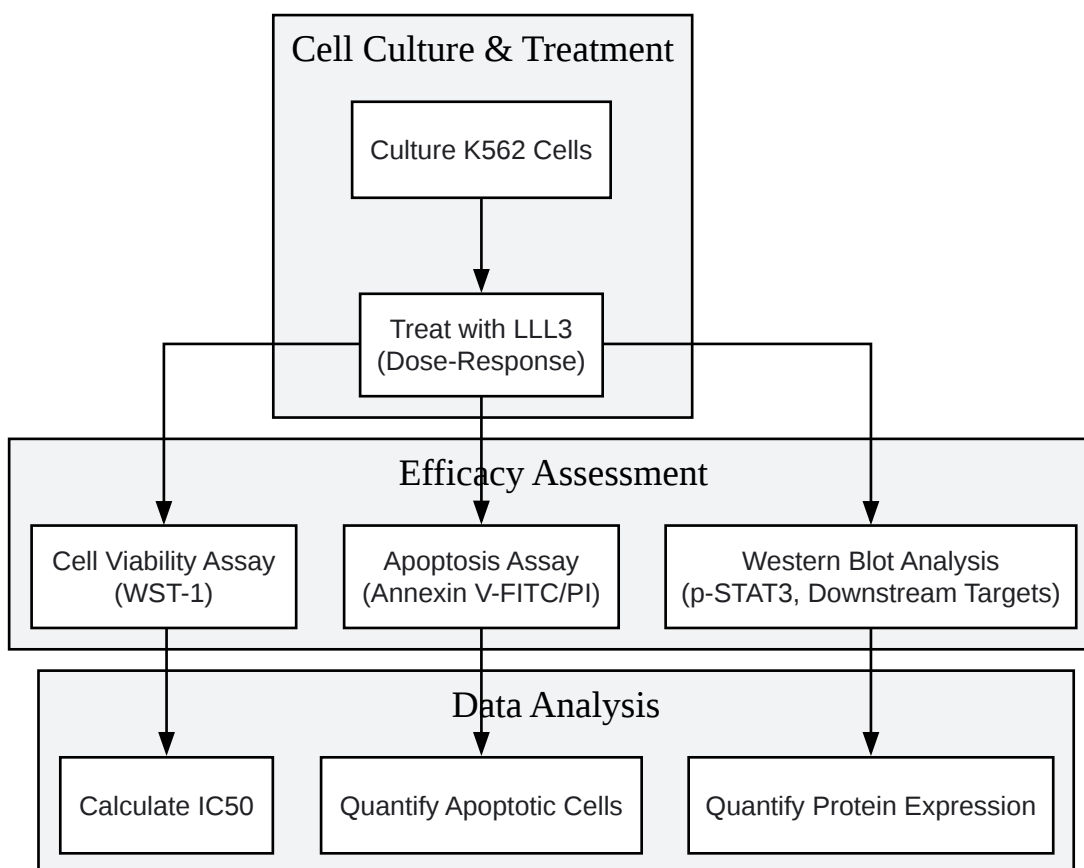 Cell Culture & Treatment
Culture K562 Cells
Treat with LLL3
(Dose-Response)
Efficacy Assessment
Cell Viability Assay
(WST-1)
Apoptosis Assay
(Annexin V-FITC/PI)
Western Blot Analysis
(p-STAT3, Downstream Targets)
Data Analysis
Calculate IC50
Quantify Apoptotic Cells
Quantify Protein Expression